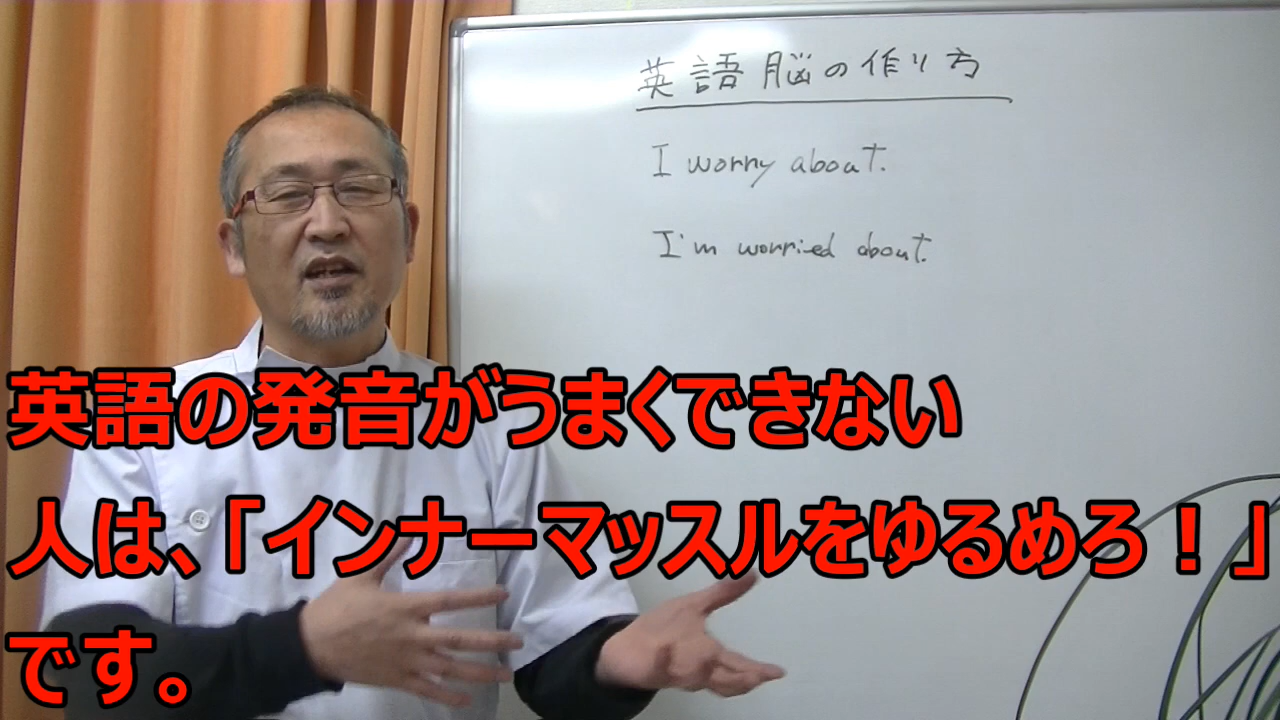 英語脳の作り方
I worry about.
I'm worried about.
英語の発音がうまくできない
人は、「インナーマッスルをゆるめろ！」
です。